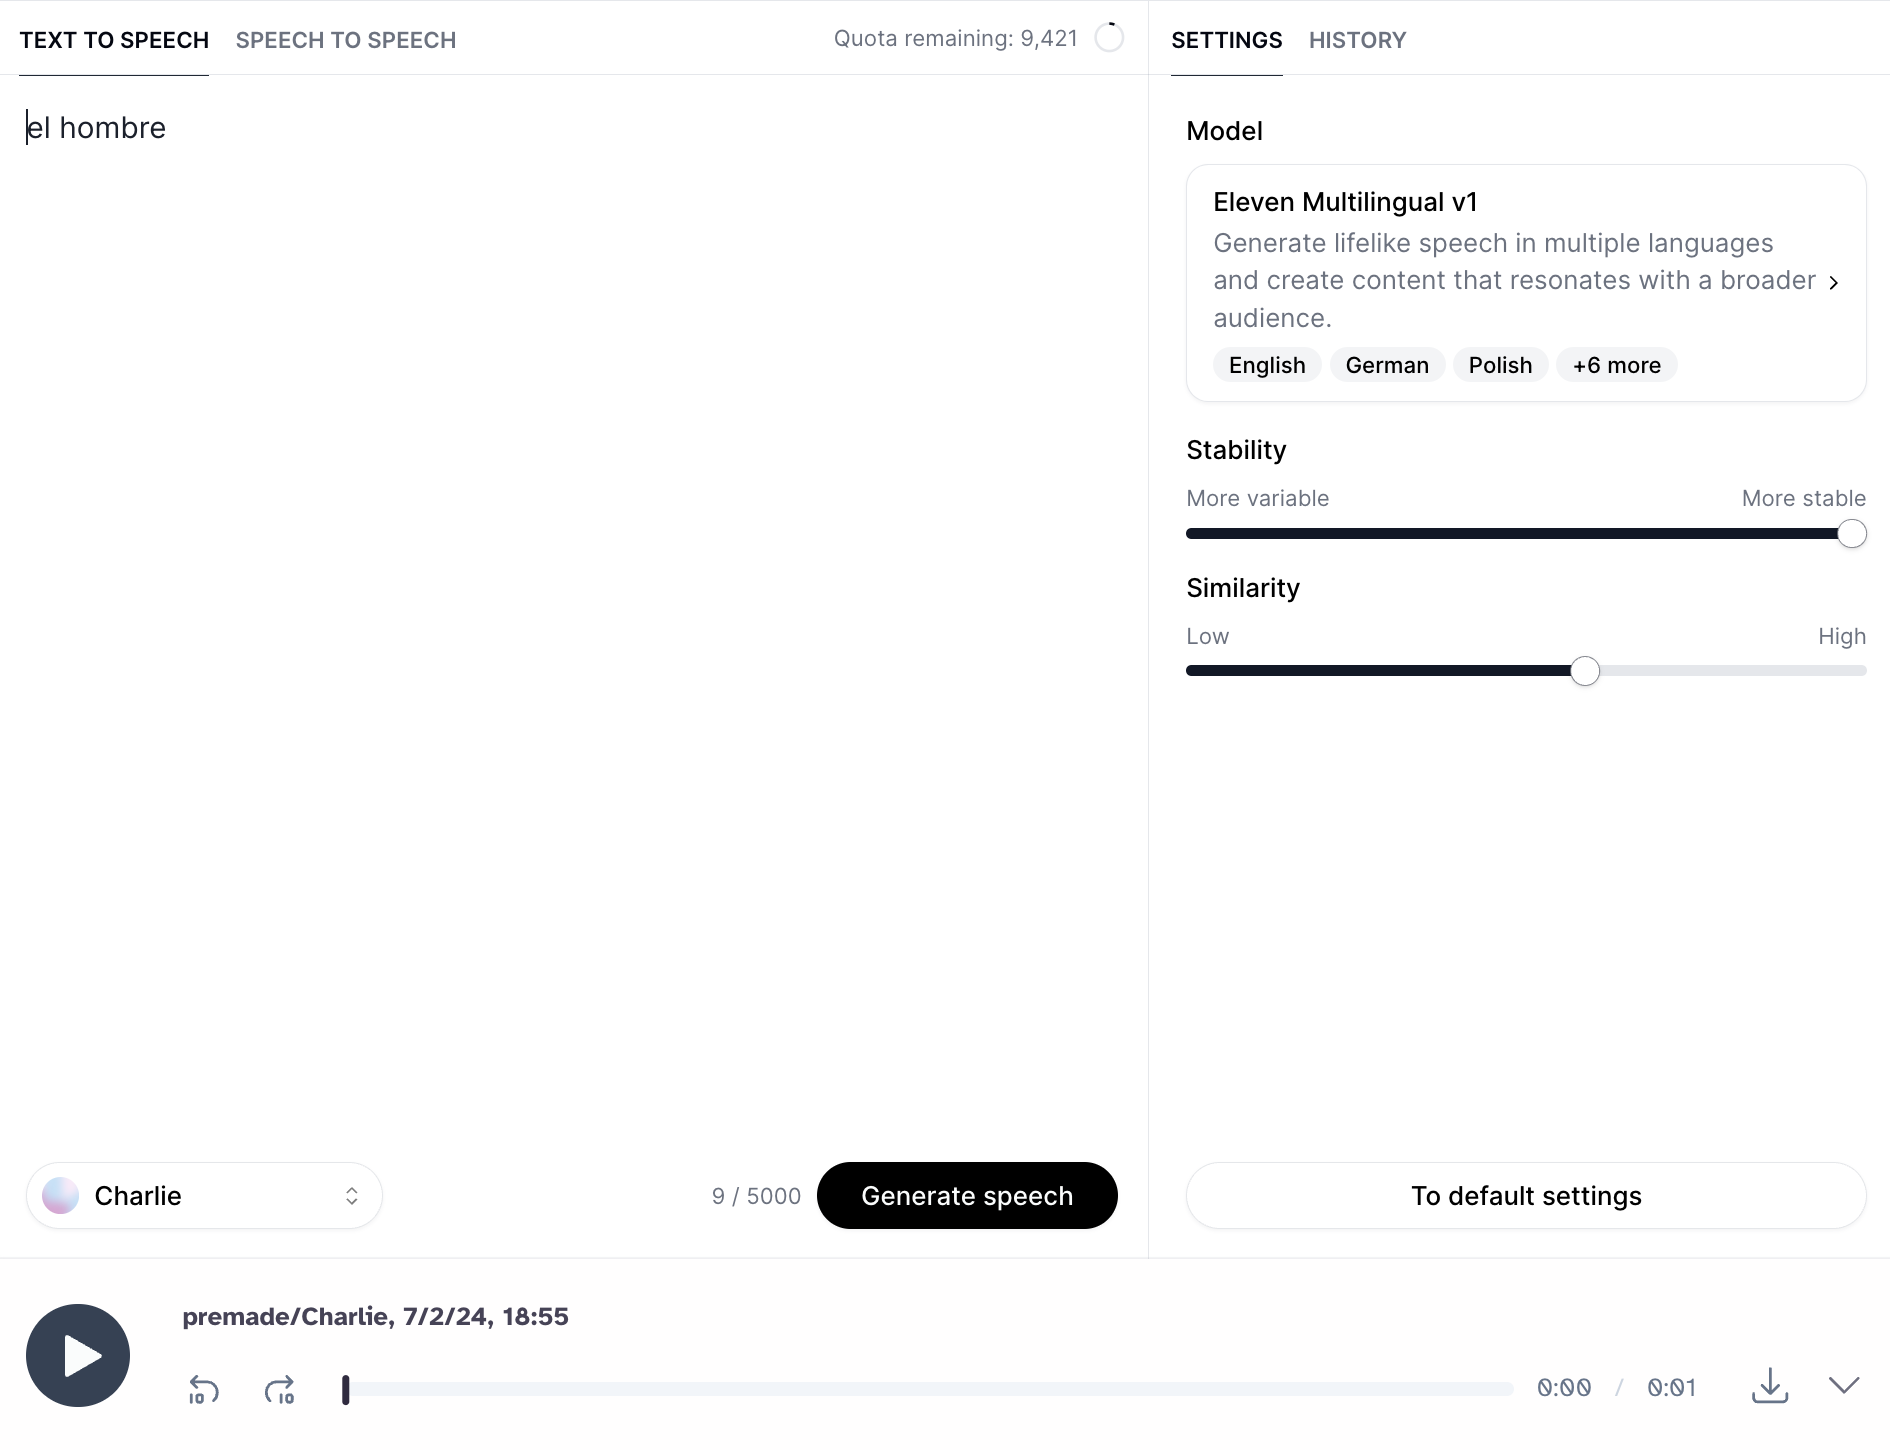 TEXT TO SPEECH
SPEECH TO SPEECH
Quota remaining: 9,421
el hombre
Charlie
9 / 5000
Generate speech
SETTINGS
HISTORY
Model
Eleven Multilingual v1
Generate lifelike speech in multiple languages
and create content that resonates with a broader
audience.
English
German
Polish
+6 more
Stability
More variable
More stable
Similarity
Low
High
To default settings
premade/Charlie, 7/2/24, 18:55
10
10
0:00 / 0:01